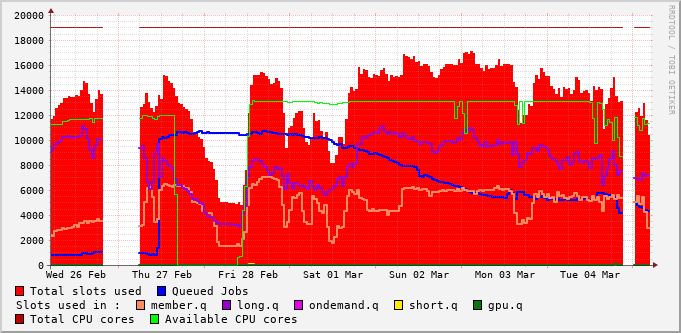 20000
18000
16000
14000
12000
10000
8000
6000
4000
2000
0
Wed 26 Feb Thu 27 Feb Fri 28 Feb Sat 01 Mar Sun 02 Mar Mon 03 Mar Tue 04 Mar
Total slots used Queued Jobs
Slots used in : member.q long.q ondemand.q short.q gpu.q
Total CPU cores Available CPU cores
RRDTOOL / TOBI OETIKER